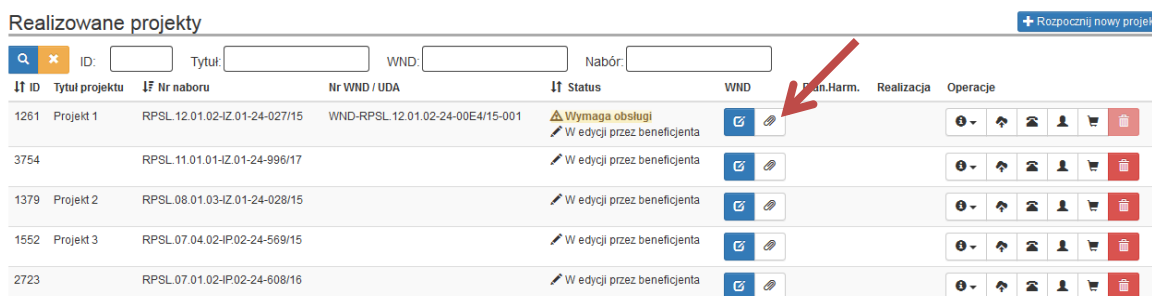 Realizowane projekty
Rozpocznij nowy projek
ID: Tytuł: WND: Nabór:
ID Tytuł projektu Nr naboru Nr WND / UDA Status WND an.Harm. Realizacja Operacje
1261 Projekt 1 RPSL.12.01.02-IZ.01-24-027/15 WND-RPSL.12.01.02-24-00E4/15-001 Wymaga obsługi
W edycji przez beneficjenta
3754 RPSL.11.01.01-IZ.01-24-996/17 W edycji przez beneficjenta
1379 Projekt 2 RPSL.08.01.03-IZ.01-24-028/15 W edycji przez beneficjenta
1552 Projekt 3 RPSL.07.04.02-IP.02-24-569/15 W edycji przez beneficjenta
2723 RPSL.07.01.02-IP.02-24-608/16 W edycji przez beneficjenta